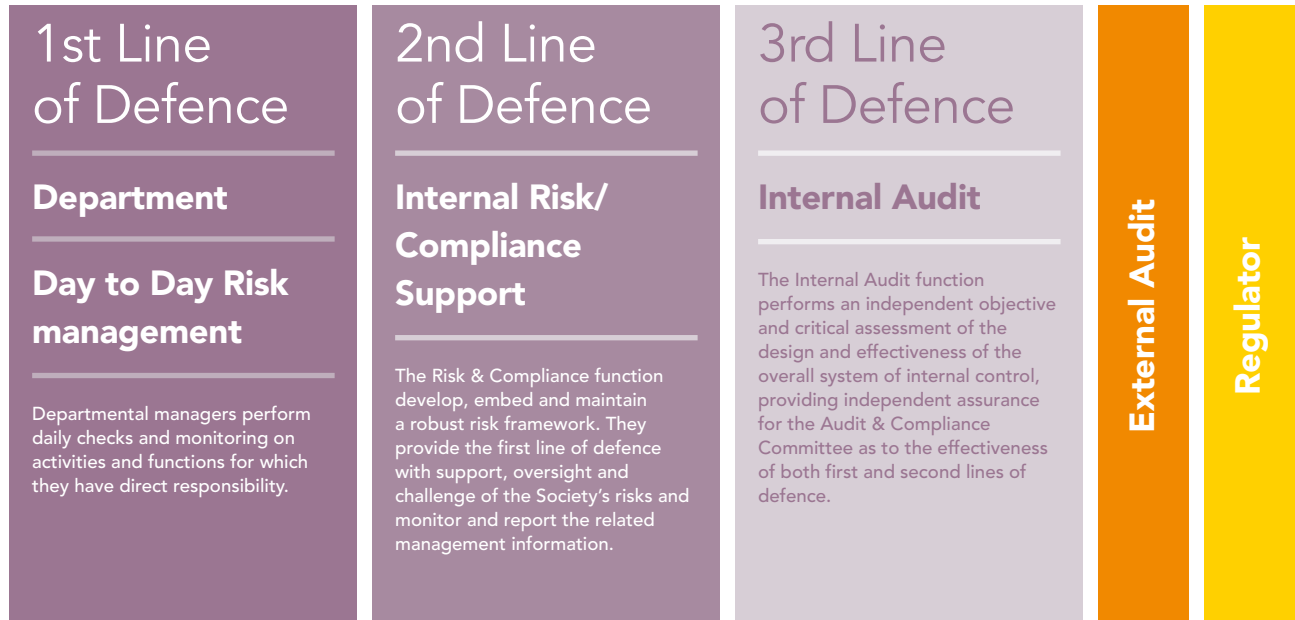 1st Line
of Defence
Department
Day to Day Risk
management
Departmental managers perform
daily checks and monitoring on
activities and functions for which
they have direct responsibility.
2nd Line
of Defence
Internal Risk/
Compliance
Support
The Risk & Compliance function
develop, embed and maintain
a robust risk framework. They
provide the first line of defence
with support, oversight and
challenge of the Society’s risks and
monitor and report the related
management information.
3rd Line
of Defence
Internal Audit
The Internal Audit function
performs an independent objective
and critical assessment of the
design and effectiveness of the
overall system of internal control,
providing independent assurance
for the Audit & Compliance
Committee as to the effectiveness
of both first and second lines of
defence.
External Audit
Regulator